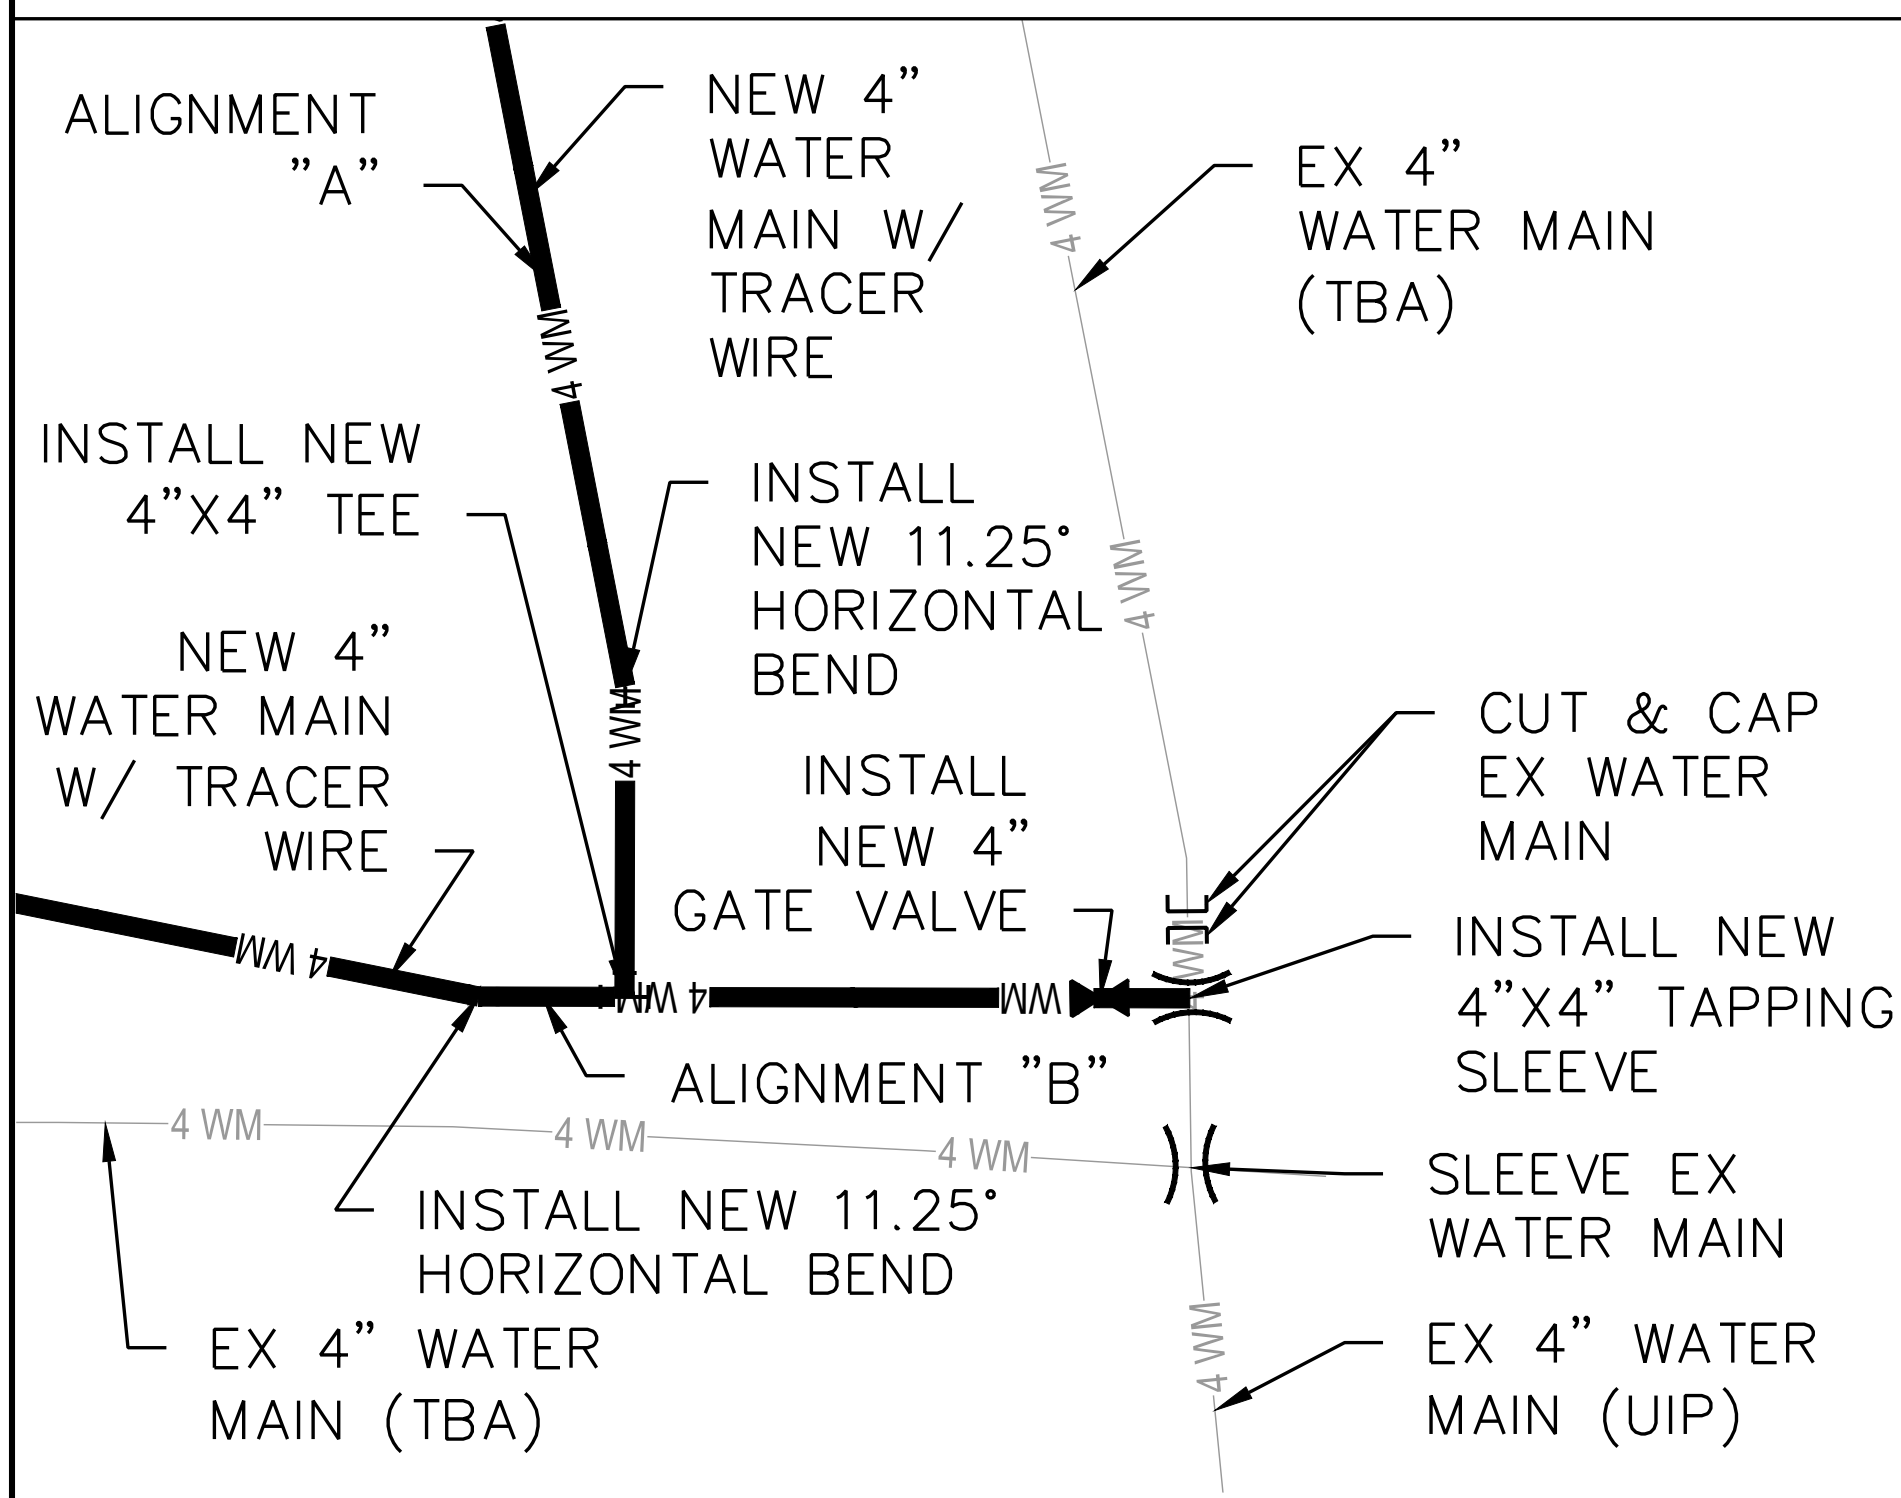 ALIGNMENT
"A"
NEW 4"
WATER
MAIN W/
TRACER
WIRE
EX 4"
WATER MAIN
(TBA)
4 WM
4 WM
INSTALL NEW
4"X4" TEE
INSTALL
NEW 11.25°
HORIZONTAL
BEND
4 WM
NEW 4"
WATER MAIN
W/ TRACER
WIRE
4 WM
INSTALL
NEW 4"
GATE VALVE
CUT & CAP
EX WATER
MAIN
WM
INSTALL NEW
4"X4" TAPPING
SLEEVE
4 WM
4 WM
WM
ALIGNMENT "B"
4 WM
4 WM
4 WM
INSTALL NEW 11.25°
HORIZONTAL BEND
SLEEVE EX
WATER MAIN
EX 4" WATER
MAIN (TBA)
4 WM
EX 4" WATER
MAIN (UIP)